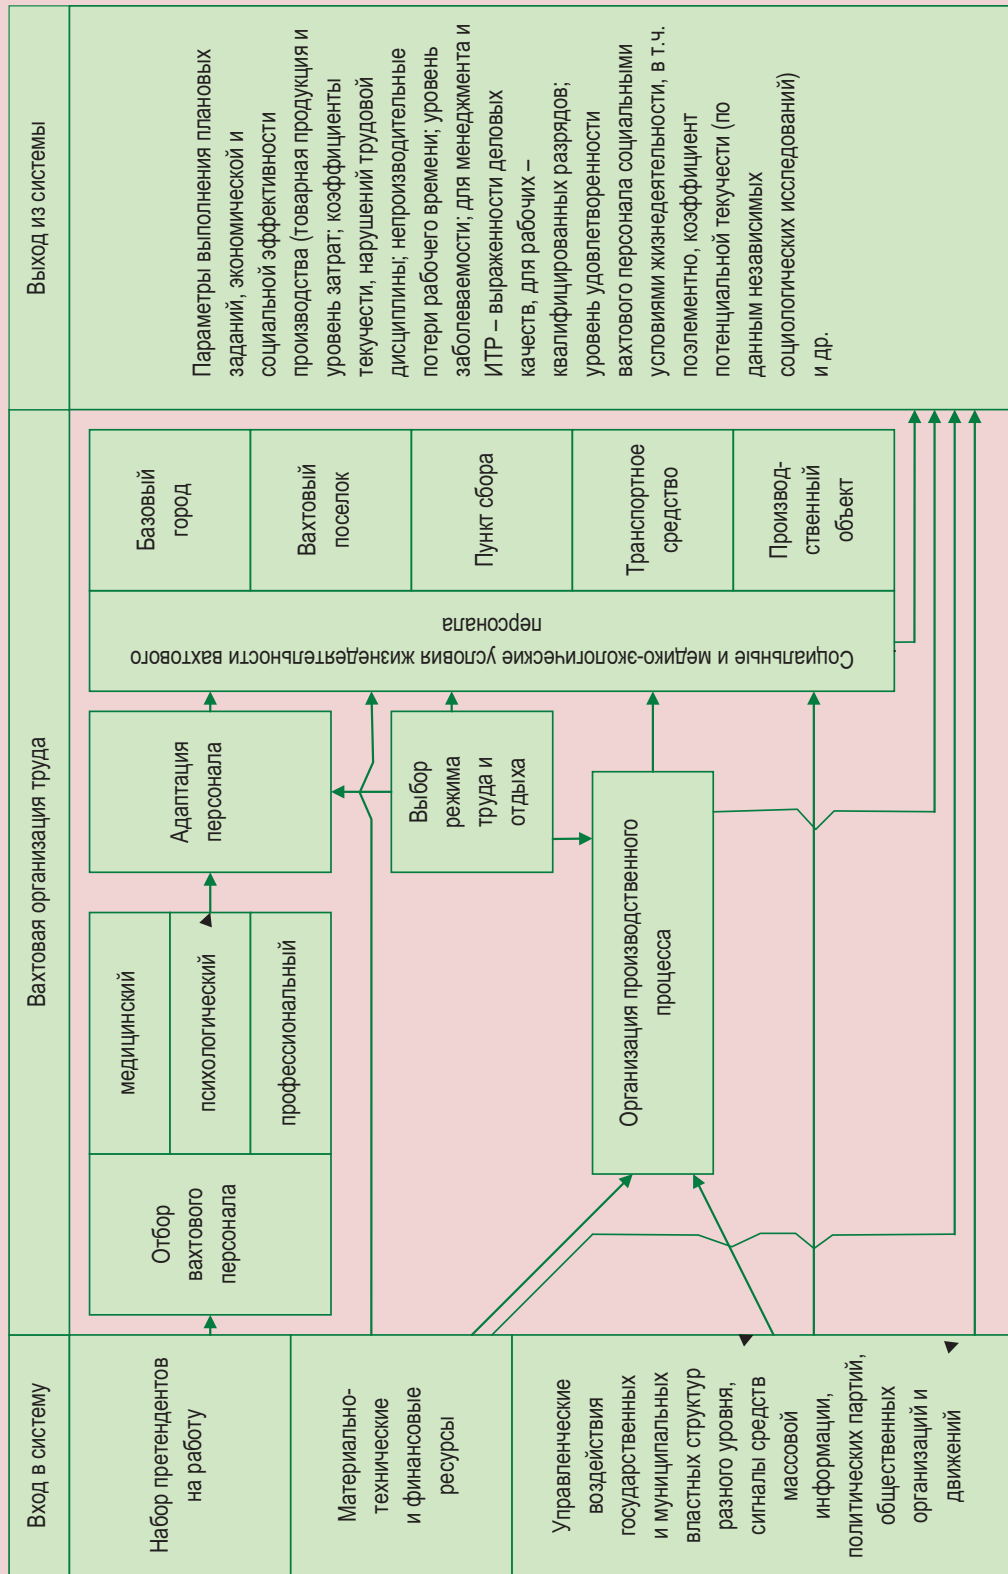 Вход в систему
Вахтовая организация труда
Выход из системы
Набор претендентов
на работу
Материально-
технические
и финансовые
ресурсы
Управленческие
воздействия
государственных
и муниципальных
властных структур
разного уровня,
сигналы средств
массовой
информации,
политических партий,
общественных
организаций и
движений
Отбор
вахтового
персонала
медицинский
психологический
профессиональный
Адаптация
персонала
Выбор
режима
труда и
отдыха
Организация производственного
процесса
Социальные и медико-экологические условия жизнедеятельности вахтового
персонала
Базовый
город
Вахтовый
поселок
Пункт сбора
Транспортное
средство
Производ-
ственный
объект
Параметры выполнения плановых
заданий, экономической и
социальной эффективности
производства (товарная продукция и
уровень затрат; коэффициенты
текучести, нарушений трудовой
дисциплины; непроизводительные
потери рабочего времени; уровень
заболеваемости; для менеджмента и
ИТР – выраженности деловых
качеств, для рабочих –
квалифицированных разрядов;
уровень удовлетворенности
вахтового персонала социальными
условиями жизнедеятельности, в т.ч.
поэлементно, коэффициент
потенциальной текучести (по
данным независимых
социологических исследований)
и др.